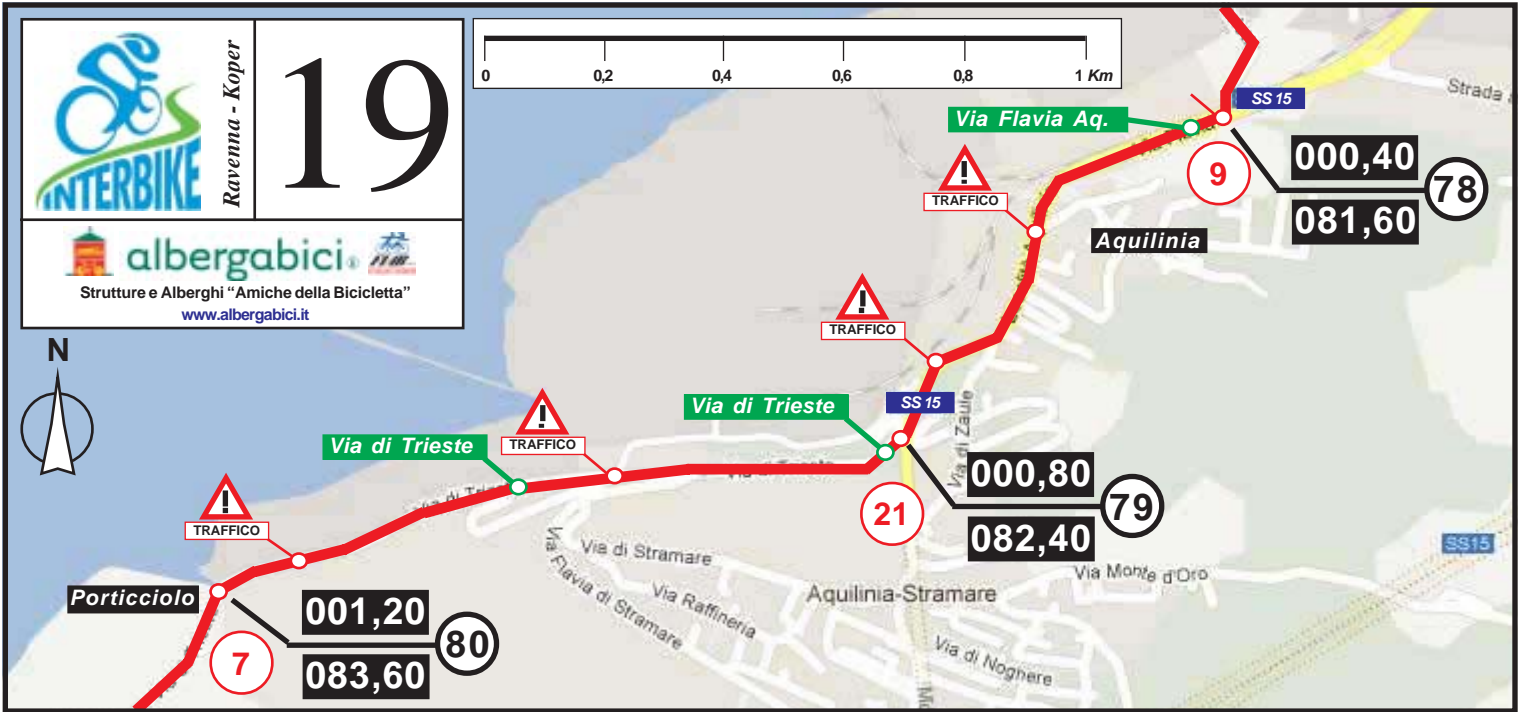 INTERBIKE
Ravenna - Koper
19
albergabici
Strutture e Alberghi “Amiche della Bicicletta”
www.albergabici.it
0 0,2 0,4 0,6 0,8 1 Km
N
SS 15
Strada
Via Flavia Aq.
9
000,40
081,60
78
TRAFFICO
Aquilinia
TRAFFICO
SS 15
Via di Zaule
Via di Trieste
TRAFFICO
Via di Trieste
Via di Trieste
000,80
082,40
79
21
TRAFFICO
SS15
Via di Stramare
Via Flavia di Stramare
Via Raffineria
Aquilinia-Stramare
Via Monte d'Oro
Via di Noghere
Porticciolo
001,20
083,60
80
7